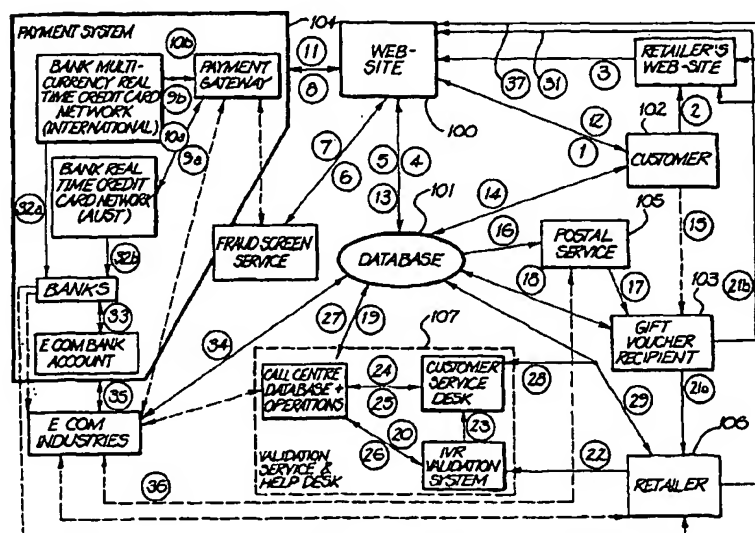 PAYMENT SYSTEM
104
BANK MULTI-
CURRENCY REAL
TIME CREDIT CARD
NETWORK
(INTERNATIONAL)
10b
9b
PAYMENT
GATEWAY
11
8
WEB-
SITE
100
37
31
3
RETAILER'S
WEB-SITE
2
102
CUSTOMER
12
1
10a
9a
BANK REAL
TIME CREDIT
CARD NETWORK
(AUST)
7
6
5
4
13
101
14
15
32a
32b
FRAUD SCREEN
SERVICE
DATABASE
16
105
POSTAL
SERVICE
17
18
103
21b
GIFT
VOUCHER
RECIPIENT
BANKS
33
E COM BANK
ACCOUNT
34
27
19
107
35
E COM
INDUSTRIES
CALL CENTRE
DATABASE +
OPERATIONS
24
25
CUSTOMER
SERVICE
DESK
28
29
21a
106
23
26
20
IVR VALIDATION
SYSTEM
22
RETAILER
VALIDATION
SERVICE &
HELP DESK
36